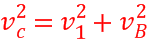 $v_c^2 = v_1^2 + v_B^2$